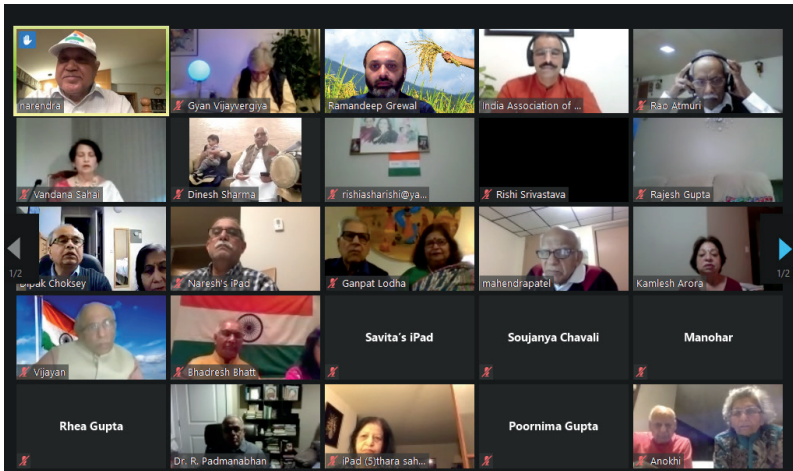 narendra
Gyan Vijayvergiya
Ramandeep Grewal
India Association of ...
Rao Atmuri
Vandana Sahai
Dinesh Sharma
rishiasharishi@ya...
Rishi Srivastava
Rajesh Gupta
1/2
Dipak Choksey
Naresh's iPad
Ganpat Lodha
mahendrapatel
Kamlesh Arora
1/2
Vijayan
Bhadresh Bhatt
Savita's iPad
Soujanya Chavali
Manohar
Rhea Gupta
Dr. R. Padmanabhan
iPad (5)thara sah...
Poornima Gupta
Anokhi